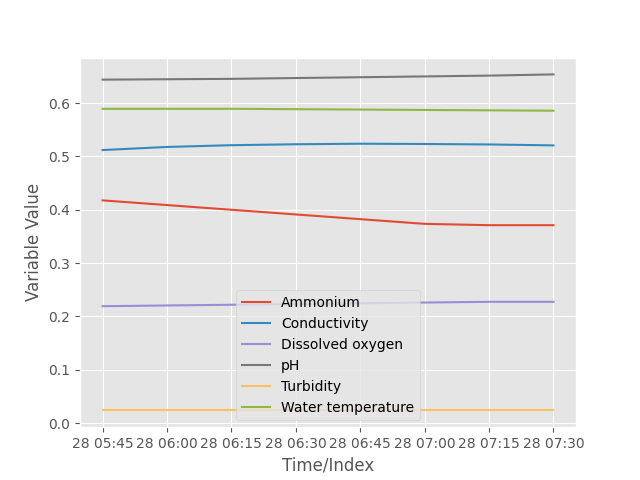 Variable Value
0.6
0.5
0.4
0.3
0.2
0.1
0.0
Ammonium
Conductivity
Dissolved oxygen
pH
Turbidity
Water temperature
28 05:45 28 06:00 28 06:15 28 06:30 28 06:45 28 07:00 28 07:15 28 07:30
Time/Index